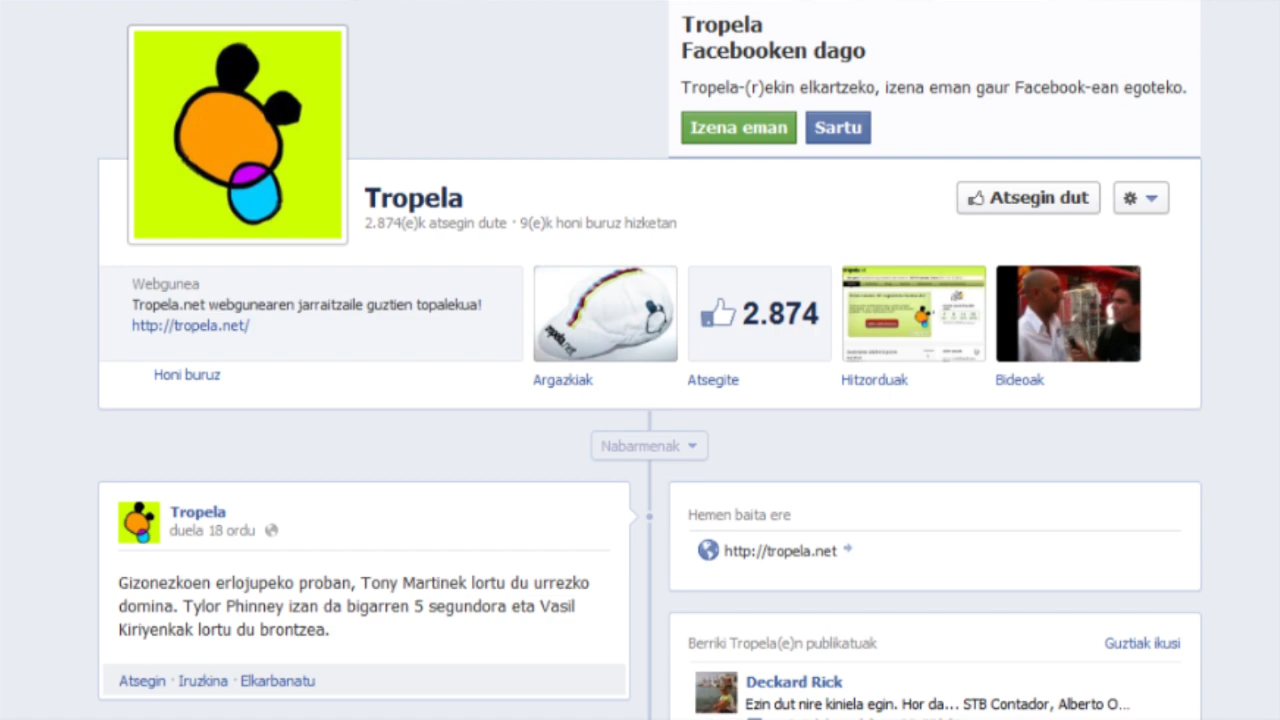 Tropela
Facebooken dago
Tropela-(r)ekin elkartzeko, izena eman gaur Facebook-ean egoteko.
Izena eman
Sartu
Tropela
2.874(e)k atsegin dute · 9(e)k honi buruz hizketan
Atsegin dut
Webgunea
Tropela.net webgunearen jarraitzaile guztien topalekua!
http://tropela.net/
Honi buruz
tropela.net
2.874
Argazkiak
Atsegite
Hitzorduak
Bideoak
Nabarmenak
Tropela
duela 18 ordu
Gizonezkoen erlojupeko proban, Tony Martinek lortu du urrezko
domina. Tylor Phinney izan da bigarren 5 segundora eta Vasil
Kiriyenkak lortu du brontzea.
Atsegin · Iruzkina · Elkarbanatu
Hemen baita ere
http://tropela.net
Berriki Tropela(e)n publikatuak
Guztiak ikusi
Deckard Rick
Ezin dut nire kiniela egin. Hor da... STB Contador, Alberto O...